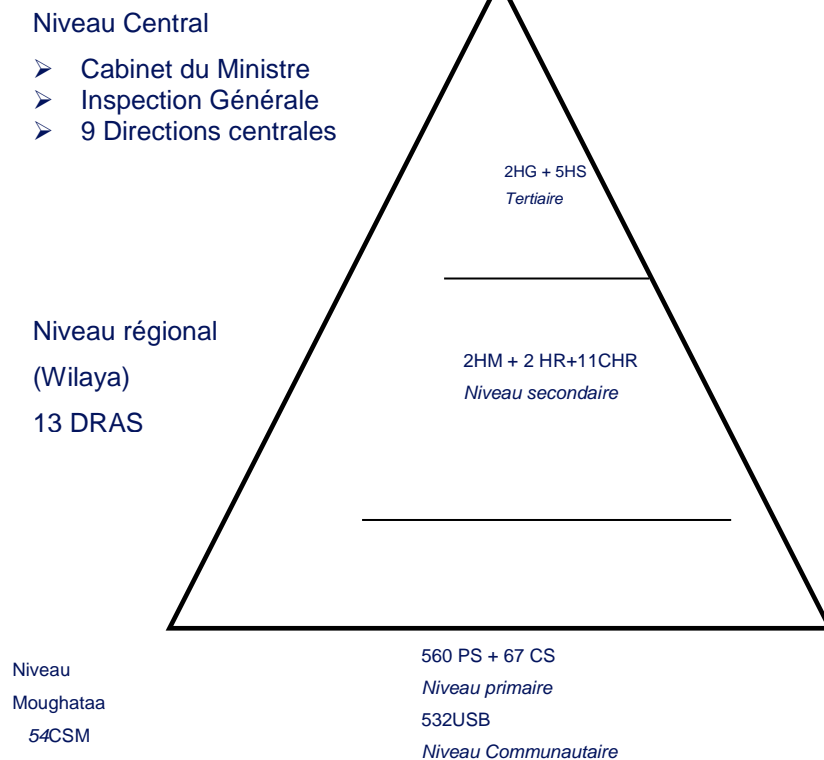 Niveau Central
➢ Cabinet du Ministre
➢ Inspection Générale
➢ 9 Directions centrales
2HG + 5HS
Tertiaire
Niveau régional
(Wilaya)
13 DRAS
2HM + 2 HR+11CHR
Niveau secondaire
Niveau
Moughataa
54CSM
560 PS + 67 CS
Niveau primaire
532USB
Niveau Communautaire